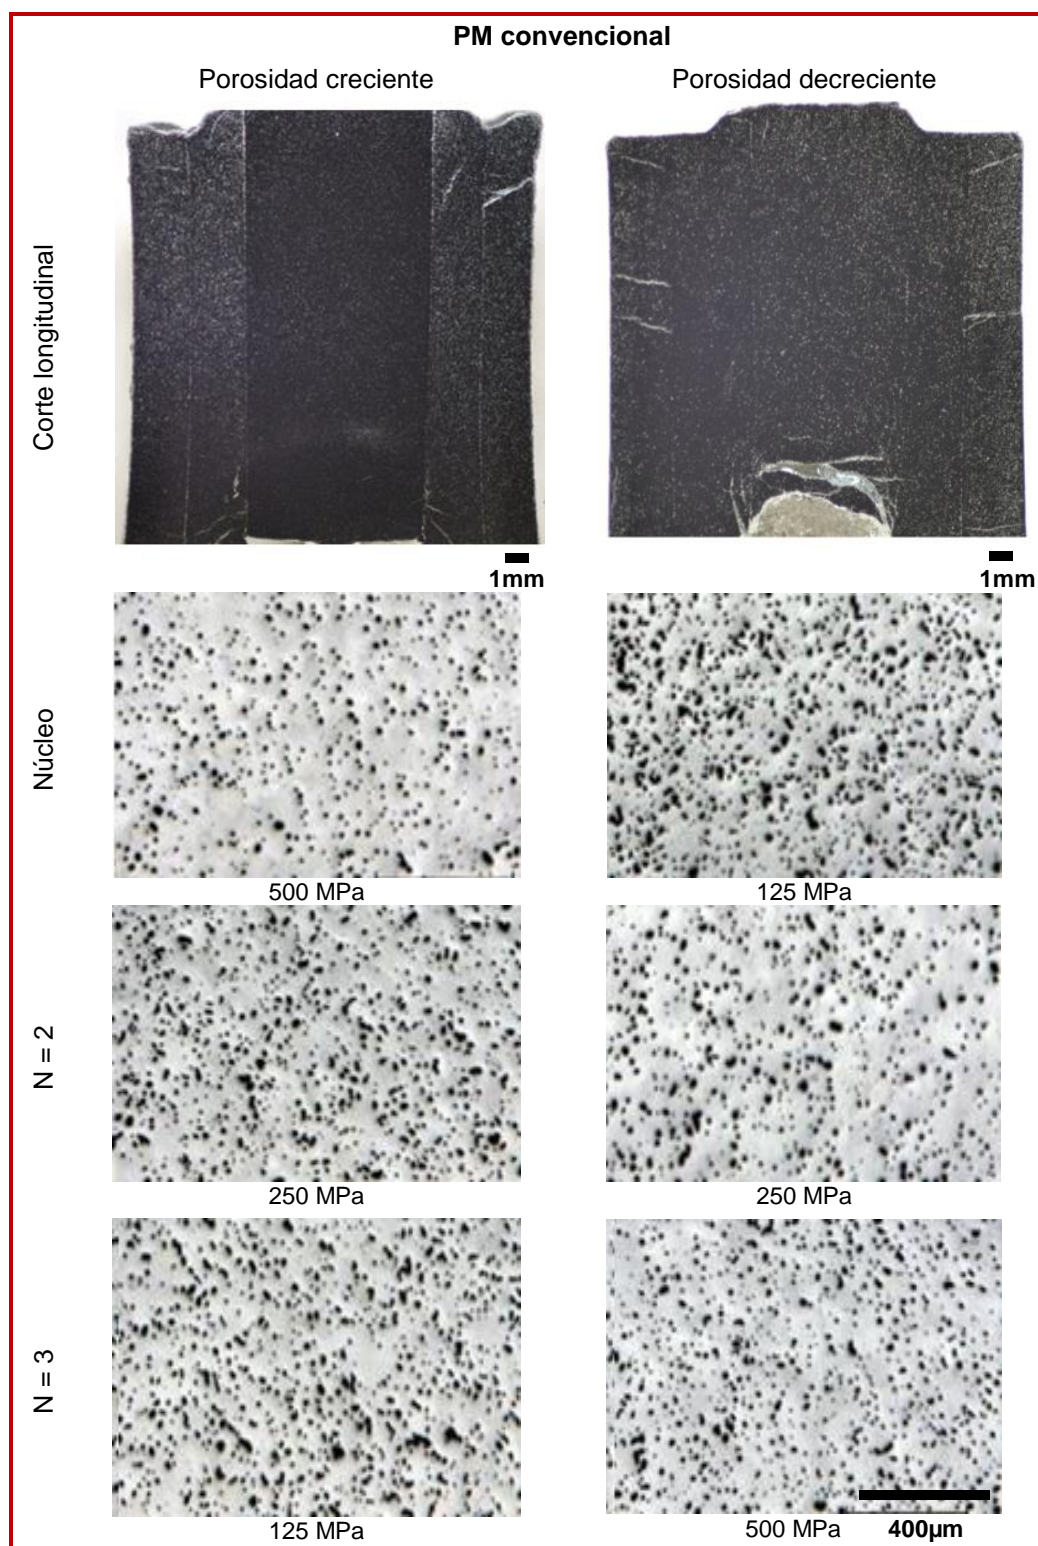 PM convencional
Porosidad creciente
Porosidad decreciente
Corte longitudinal
1mm
1mm
Núcleo
500 MPa
125 MPa
N = 2
250 MPa
250 MPa
N = 3
125 MPa
500 MPa
400µm